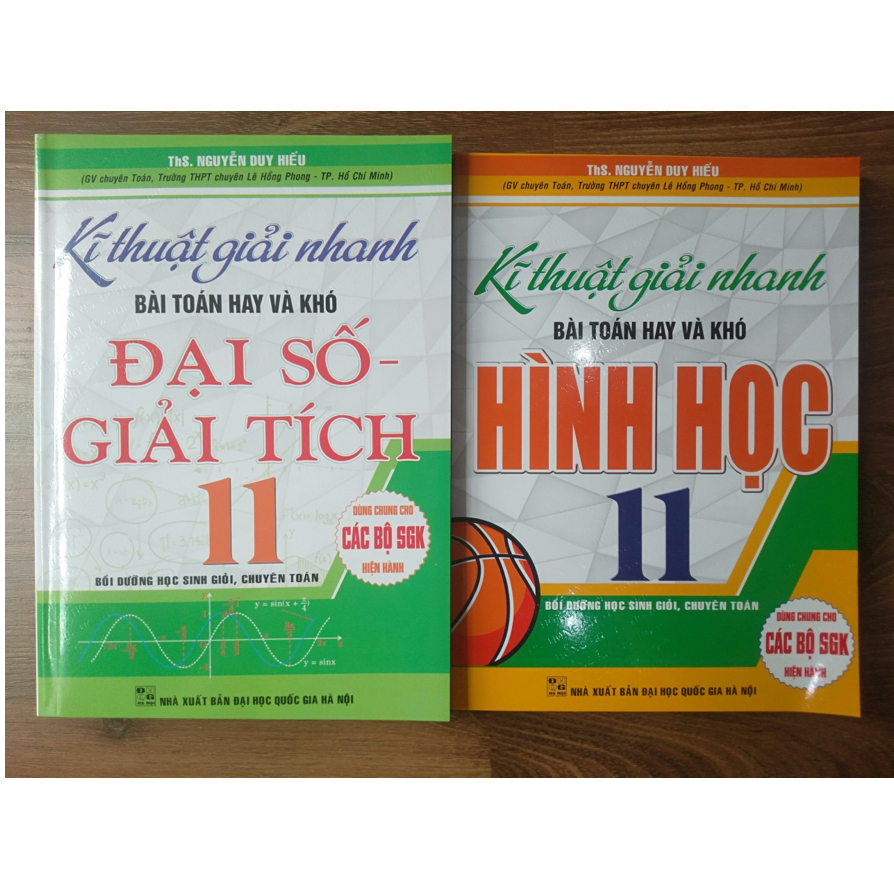 ThS. NGUYỄN DUY HIẾU
(GV chuyên Toán, Trường THPT chuyên Lê Hồng Phong - TP. Hồ Chí Minh)
Kĩ thuật giải nhanh
BÀI TOÁN HAY VÀ KHÓ
ĐẠI SỐ-
GIẢI TÍCH
11
DÙNG CHUNG CHO
CÁC BỘ SGK
HIỆN HÀNH
BỒI DƯỠNG HỌC SINH GIỎI, CHUYÊN TOÁN
y = sinx
NHÀ XUẤT BẢN ĐẠI HỌC QUỐC GIA HÀ NỘI
ThS. NGUYỄN DUY HIẾU
(GV chuyên Toán, Trường THPT chuyên Lê Hồng Phong - TP. Hồ Chí Minh)
Kĩ thuật giải nhanh
BÀI TOÁN HAY VÀ KHÓ
HÌNH HỌC
11
BỒI DƯỠNG HỌC SINH GIỎI, CHUYÊN TOÁN
DÙNG CHUNG CHO
CÁC BỘ SGK
HIỆN HÀNH
NHÀ XUẤT BẢN ĐẠI HỌC QUỐC GIA HÀ NỘI